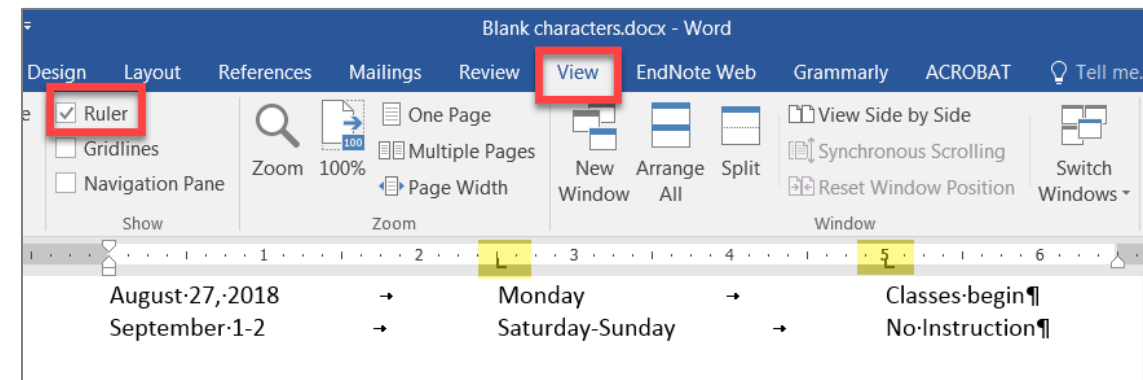 Blank characters.docx - Word
Design Layout References Mailings Review View EndNote Web Grammarly ACROBAT Tell me.
Ruler
Gridlines
Navigation Pane
Show
Zoom
100
100%
One Page
Multiple Pages
Page Width
Zoom
New Window
Arrange All
Split
View Side by Side
Synchronous Scrolling
Reset Window Position
Window
Switch Windows
1 2 3 4 5 6
August·27,·2018 → Monday → Classes·begin¶
September·1-2 → Saturday-Sunday → No·Instruction¶